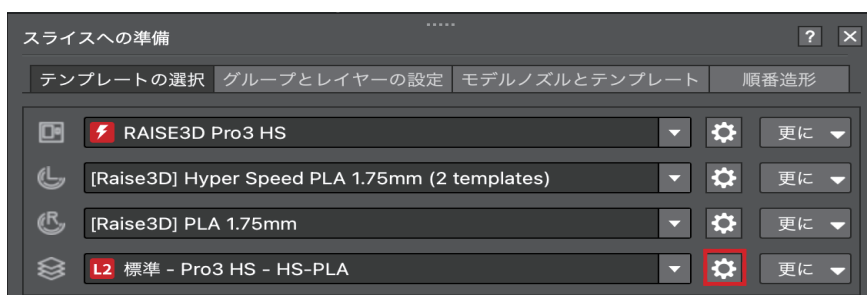 スライスへの準備 ? ×
テンプレートの選択 グループとレイヤーの設定 モデルノズルとテンプレート 順番造形
RAISE3D Pro3 HS 更に
L [Raise3D] Hyper Speed PLA 1.75mm (2 templates) 更に
R [Raise3D] PLA 1.75mm 更に
L2 標準 - Pro3 HS - HS-PLA 更に